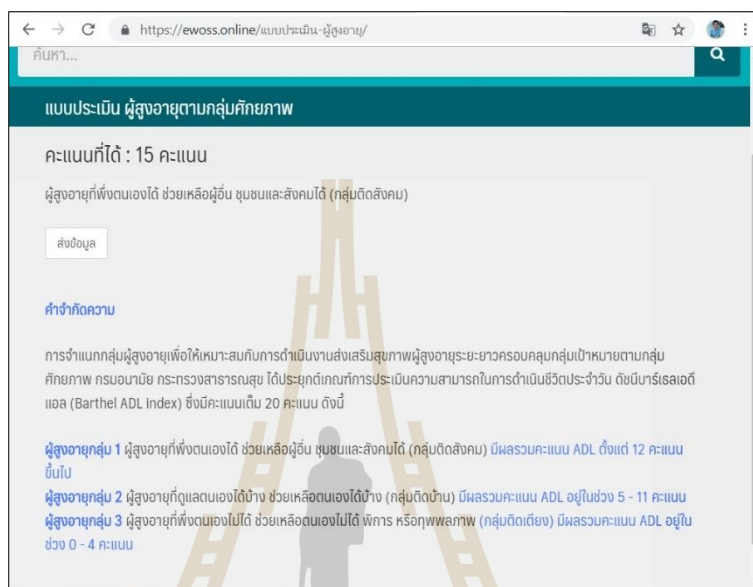 https://ewoss.online/แบบประเมิน-ผู้สูงอายุ/
ค้นหา...
แบบประเมิน ผู้สูงอายุตามกลุ่มศักยภาพ
คะแนนที่ได้ : 15 คะแนน
ผู้สูงอายุที่พึ่งตนเองได้ ช่วยเหลือผู้อื่น ชุมชนและสังคมได้ (กลุ่มติดสังคม)
ส่งข้อมูล
คำจำกัดความ
การจำแนกกลุ่มผู้สูงอายุเพื่อให้เหมาะสมกับการดำเนินงานส่งเสริมสุขภาพผู้สูงอายุระยะยาวครอบคลุมกลุ่มเป้าหมายตามกลุ่ม
ศักยภาพ กรมอนามัย กระทรวงสาธารณสุข ได้ประยุกต์เกณฑ์การประเมินความสามารถในการดำเนินชีวิตประจำวัน ดัชนีบาร์เธลเอดี
แอล (Barthel ADL Index) ซึ่งมีคะแนนเต็ม 20 คะแนน ดังนี้
ผู้สูงอายุกลุ่ม 1 ผู้สูงอายุที่พึ่งตนเองได้ ช่วยเหลือผู้อื่น ชุมชนและสังคมได้ (กลุ่มติดสังคม) มีผลรวมคะแนน ADL ตั้งแต่ 12 คะแนน
ขึ้นไป
ผู้สูงอายุกลุ่ม 2 ผู้สูงอายุที่ดูแลตนเองได้บ้าง ช่วยเหลือตนเองได้บ้าง (กลุ่มติดบ้าน) มีผลรวมคะแนน ADL อยู่ในช่วง 5 - 11 คะแนน
ผู้สูงอายุกลุ่ม 3 ผู้สูงอายุที่พึ่งตนเองไม่ได้ ช่วยเหลือตนเองไม่ได้ พิการ หรือทุพพลภาพ (กลุ่มติดเตียง) มีผลรวมคะแนน ADL อยู่ใน
ช่วง 0 - 4 คะแนน